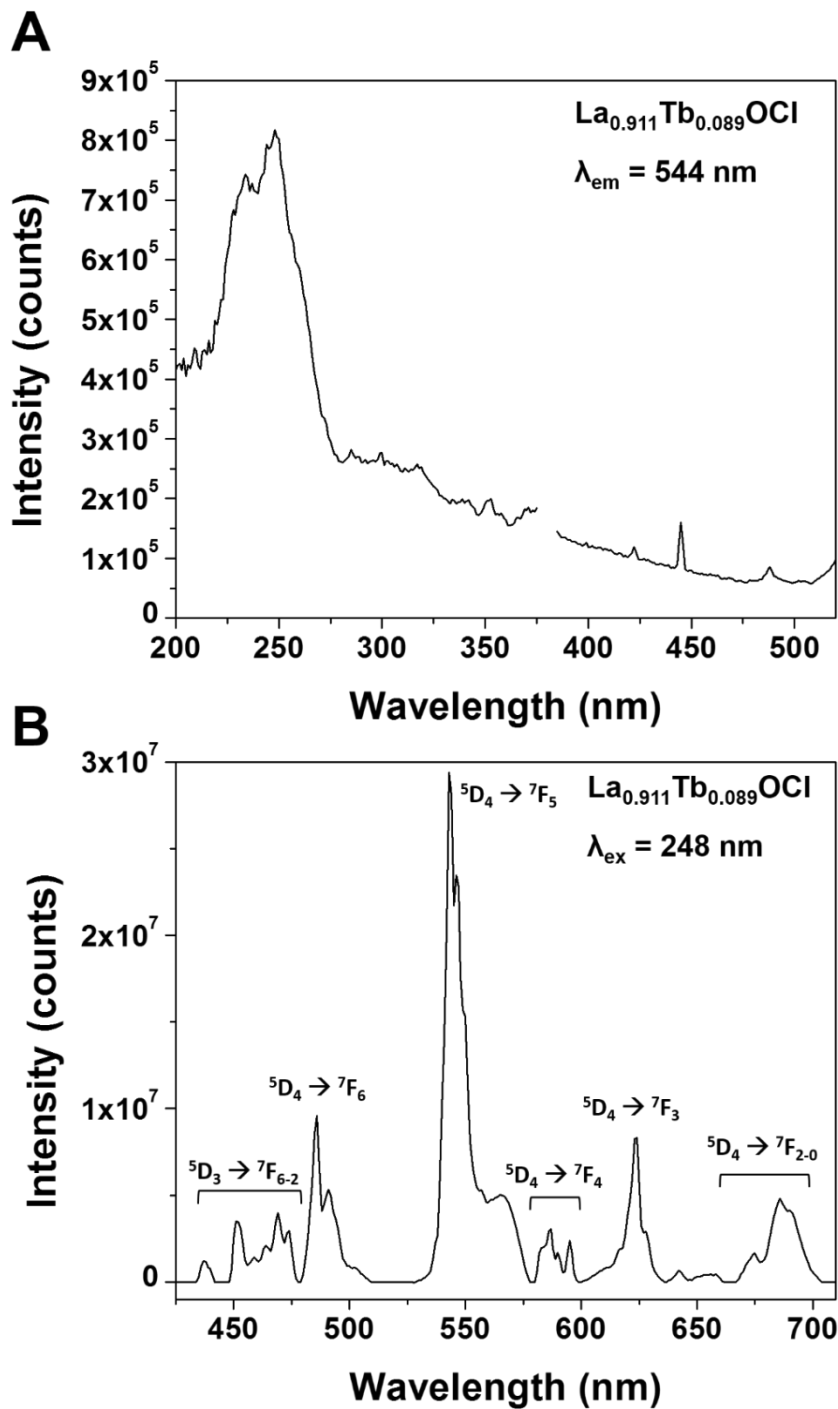 A
9x10⁵
8x10⁵
7x10⁵
6x10⁵
5x10⁵
4x10⁵
3x10⁵
2x10⁵
1x10⁵
0
Intensity (counts)
La₀.₉₁₁Tb₀.₀₈₉OCl
λₑₘ = 544 nm
200 250 300 350 400 450 500
Wavelength (nm)
B
3x10⁷
2x10⁷
1x10⁷
0
Intensity (counts)
La₀.₉₁₁Tb₀.₀₈₉OCl
λₑₓ = 248 nm
⁵D₄ → ⁷F₅
⁵D₄ → ⁷F₆
⁵D₃ → ⁷F₆₋₂
⁵D₄ → ⁷F₄
⁵D₄ → ⁷F₃
⁵D₄ → ⁷F₂₋₀
450 500 550 600 650 700
Wavelength (nm)